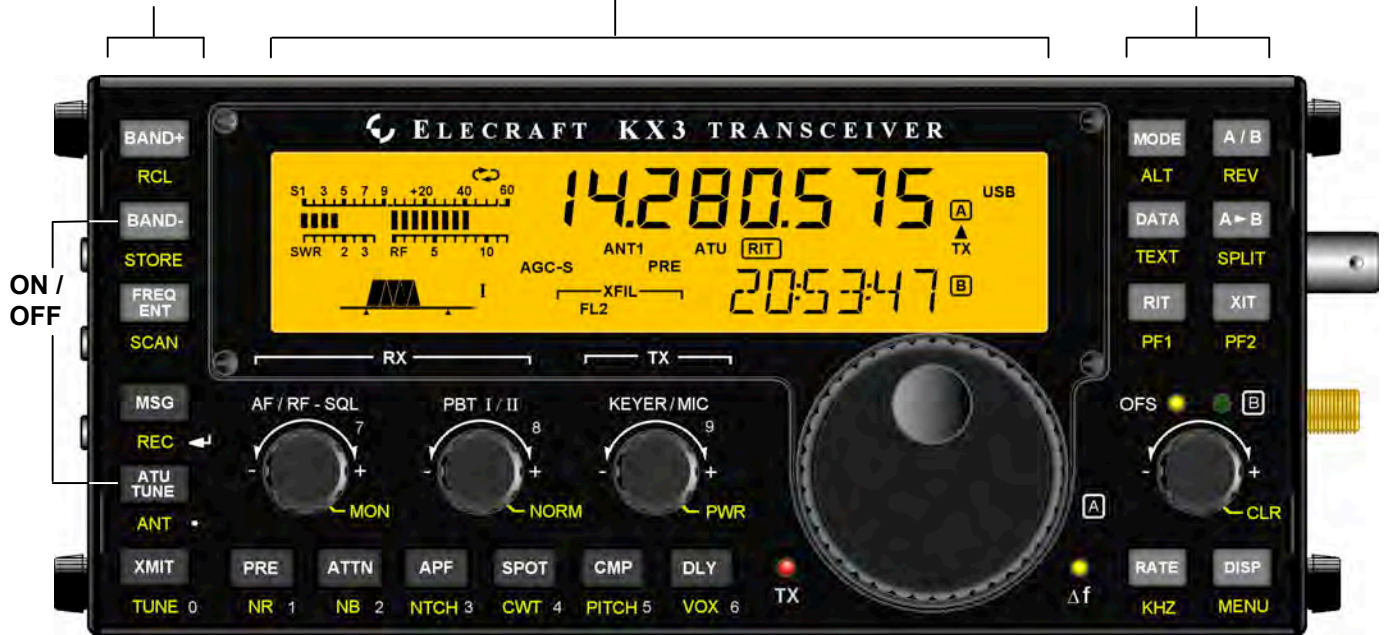 ELECRAFT KX3 TRANSCEIVER
BAND+
RCL
BAND-
STORE
FREQ
ENT
SCAN
MSG
REC
ATU
TUNE
ANT •
XMIT
TUNE 0
ON /
OFF
S1 3 5 7 9 +20 40 60
SWR 2 3 RF 5 10
14.280.575
USB
A
TX
ANT1 ATU RIT
AGC-S PRE
XFIL
FL2
I
20:53:47 B
RX
TX
AF / RF - SQL
7
- +
MON
PBT I / II
8
- +
NORM
KEYER / MIC
9
- +
PWR
PRE ATTN APF SPOT CMP DLY
NR 1 NB 2 NTCH 3 CWT 4 PITCH 5 VOX 6
TX
A
Δf
MODE A / B
ALT REV
DATA A►B
TEXT SPLIT
RIT XIT
PF1 PF2
OFS B
- +
CLR
RATE DISP
KHZ MENU